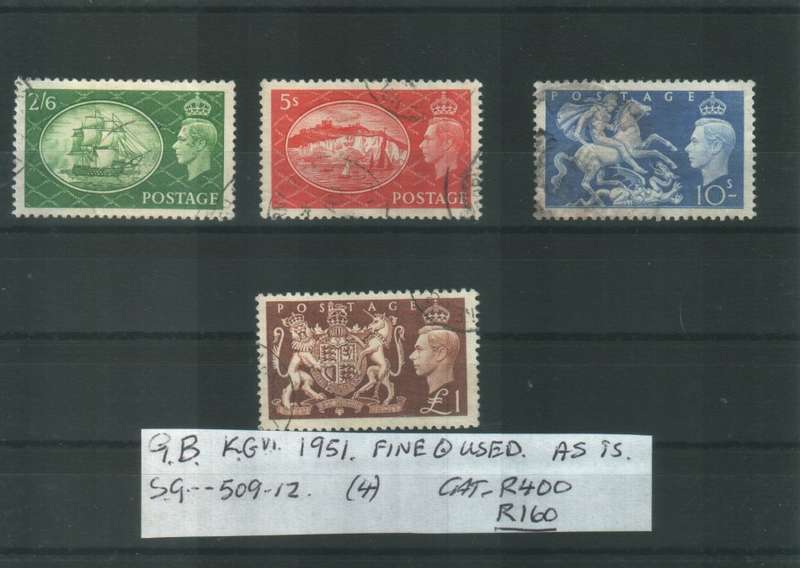 2/6
POSTAGE
5s
POSTAGE
POSTAGE
10s
POSTAGE
£1
G.B. K.GVI. 1951. FINE USED. AS IS.
S.G.--509-12. (4) CAT-R400
R160